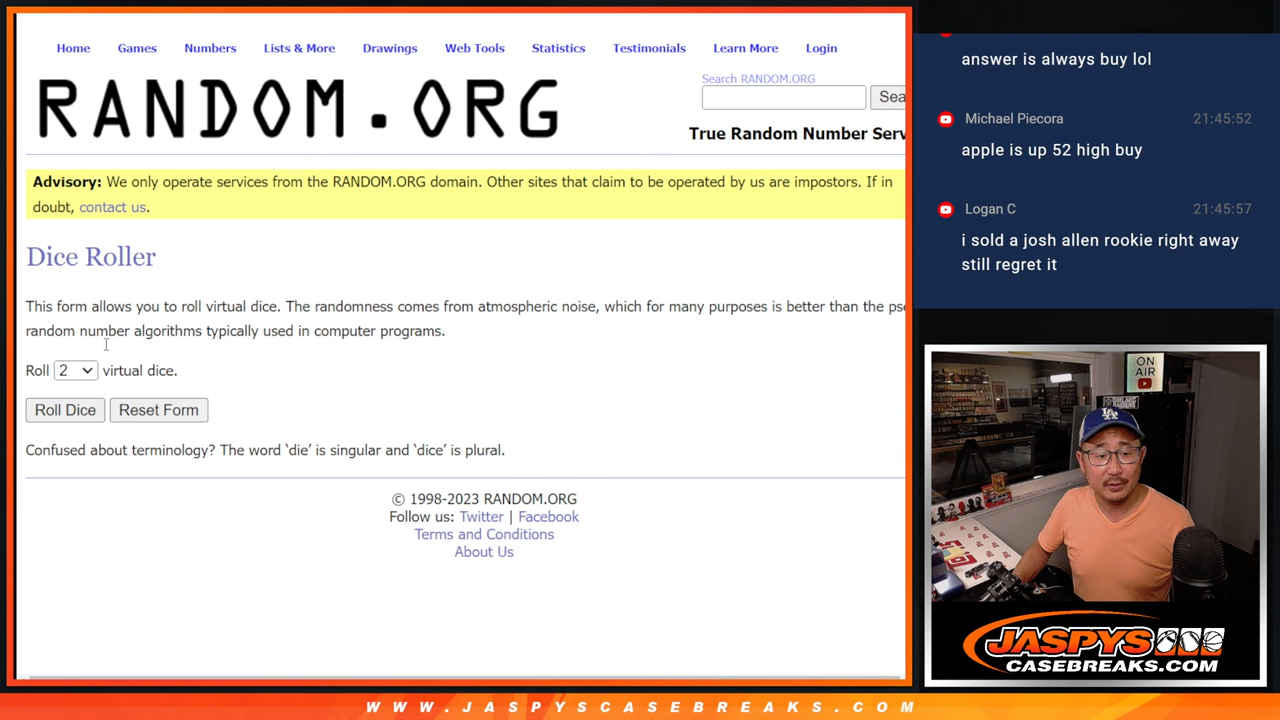 Home Games Numbers Lists & More Drawings Web Tools Statistics Testimonials Learn More Login
RANDOM.ORG
Search RANDOM.ORG
Sea
True Random Number Serv
Advisory: We only operate services from the RANDOM.ORG domain. Other sites that claim to be operated by us are impostors. If in
doubt, contact us.
Dice Roller
This form allows you to roll virtual dice. The randomness comes from atmospheric noise, which for many purposes is better than the pse
random number algorithms typically used in computer programs.
Roll 2 virtual dice.
Roll Dice Reset Form
Confused about terminology? The word ‘die’ is singular and ‘dice’ is plural.
© 1998-2023 RANDOM.ORG
Follow us: Twitter | Facebook
Terms and Conditions
About Us
answer is always buy lol
Michael Piecora 21:45:52
apple is up 52 high buy
Logan C 21:45:57
i sold a josh allen rookie right away
still regret it
ON
AIR
LA
JASPYS
CASEBREAKS.COM
WWW.JASPYSCASEBREAKS.COM